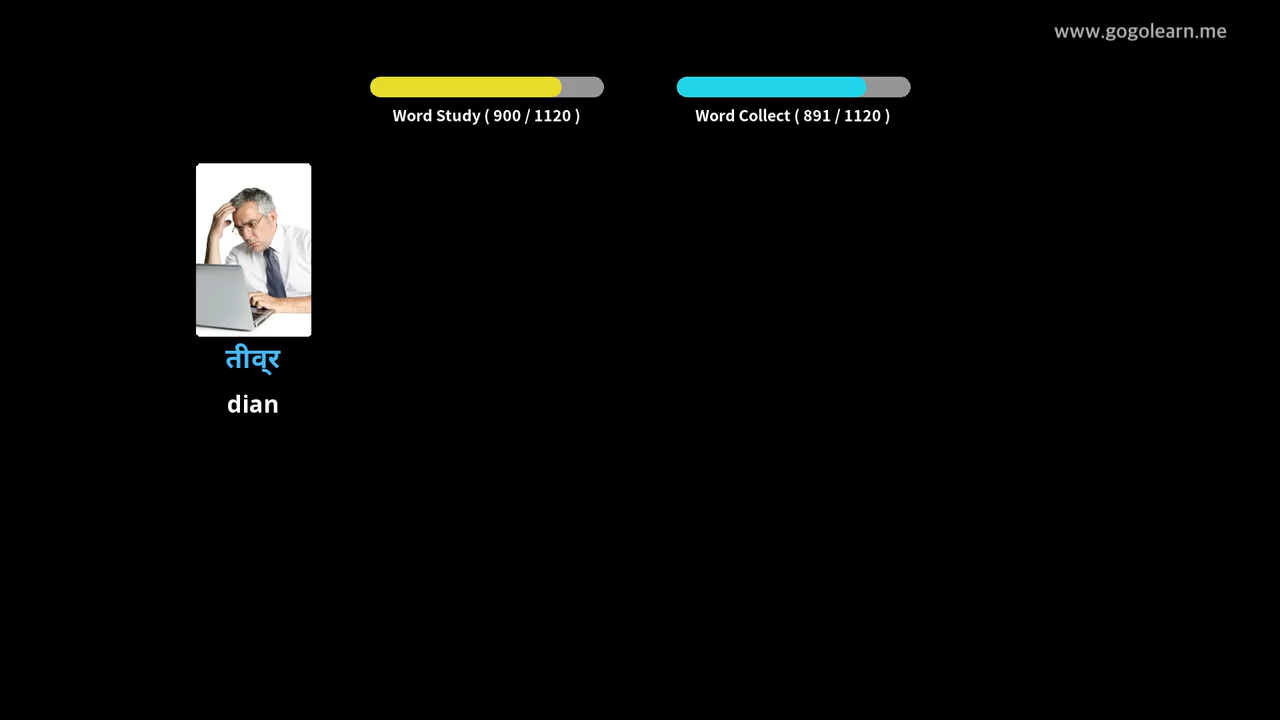 www.gogolearn.me
Word Study ( 900 / 1120 )
Word Collect ( 891 / 1120 )
तीव्र
dian